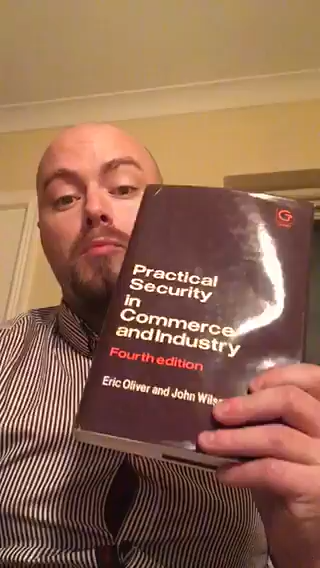 G
Practical
Security
in
Commerce
and Industry
Fourth edition
Eric Oliver and John